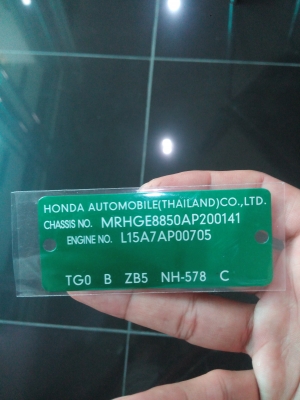 HONDA AUTOMOBILE(THAILAND)CO.,LTD.
CHASSIS NO. MRHGE8850AP200141
ENGINE NO. L15A7AP00705
TG0 B ZB5 NH-578 C